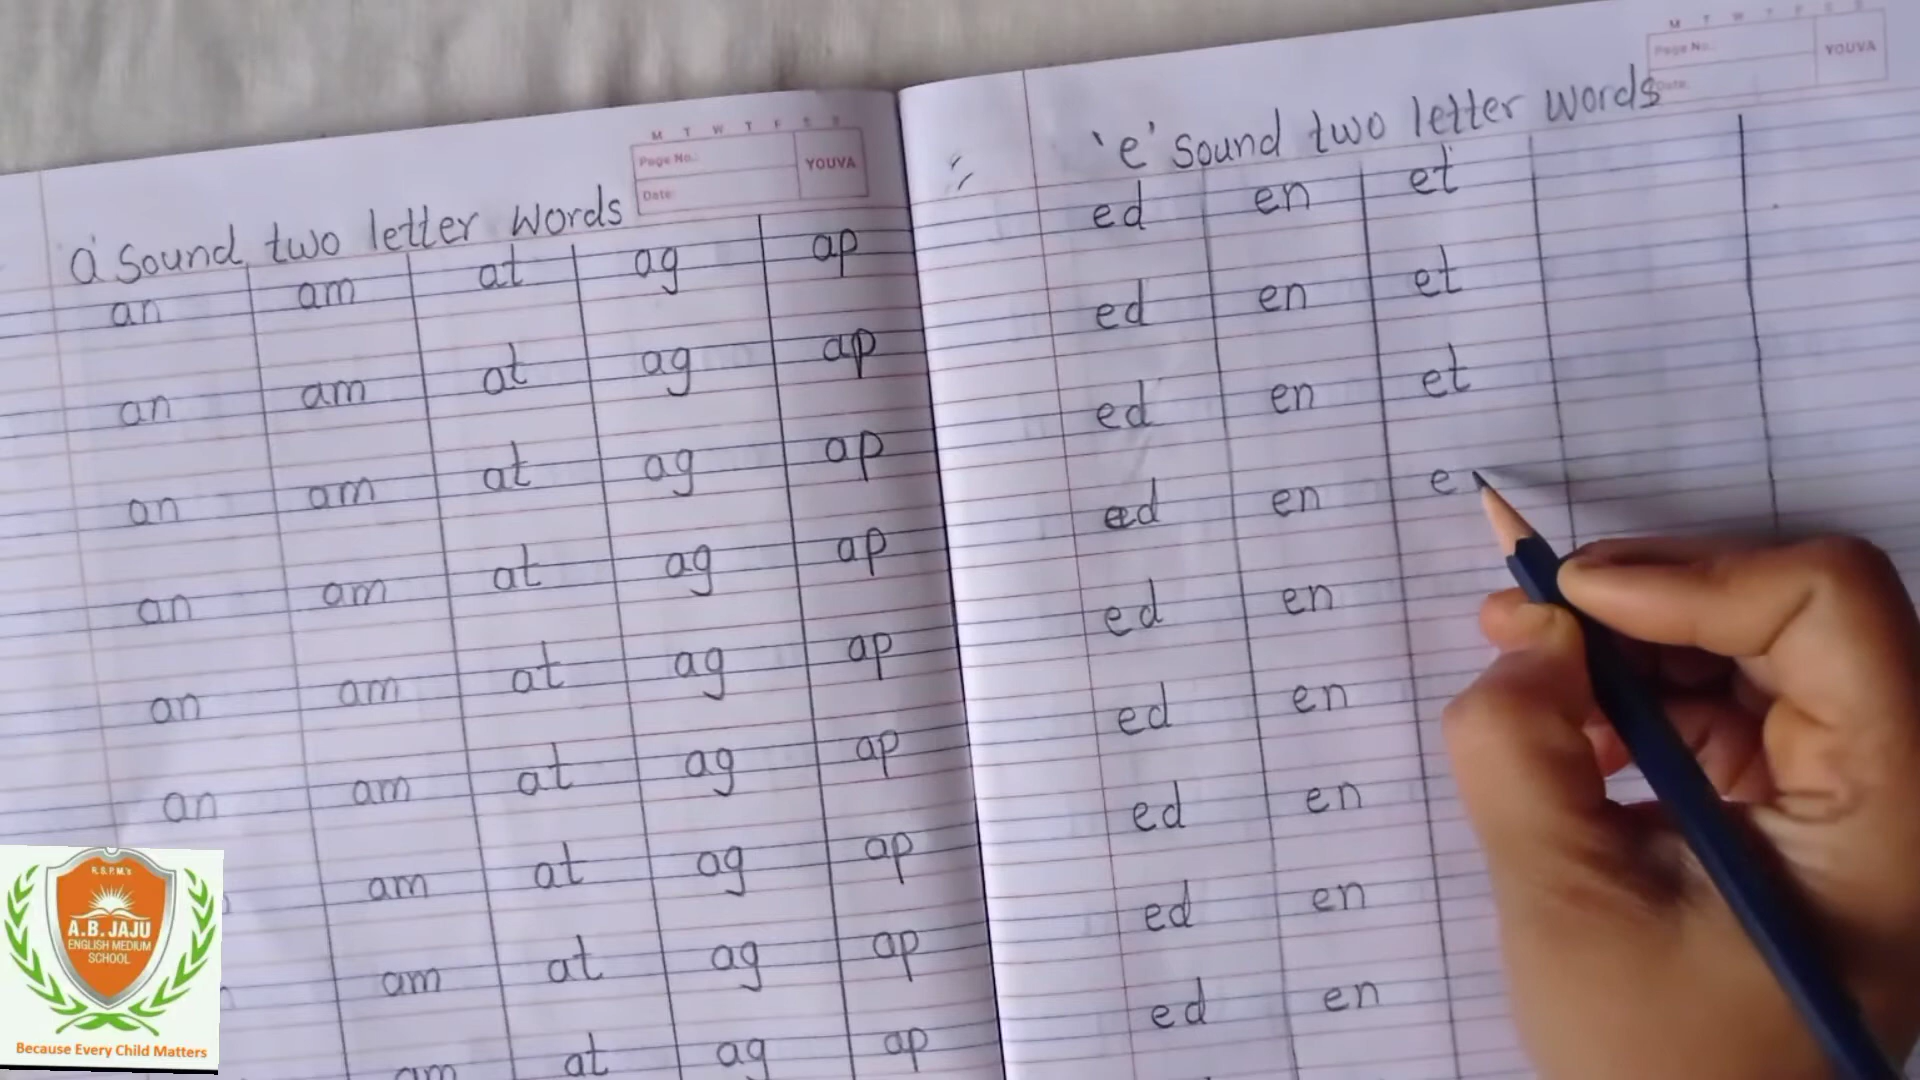 M T W T F S S
Page No.:
YOUVA
Date:
'a' sound two letter words
an am at ag ap
an am at ag ap
an am at ag ap
an am at ag ap
an am at ag ap
an am at ag ap
am at ag ap
am at ag ap
am at ag ap
M T W T F S S
Page No.:
YOUVA
Date:
'e' sound two letter words
ed en et
ed en et
ed en et
ed en e
ed en
ed en
ed en
ed en
ed en
R.S.P.M's
A.B. JAJU
ENGLISH MEDIUM
SCHOOL
Because Every Child Matters